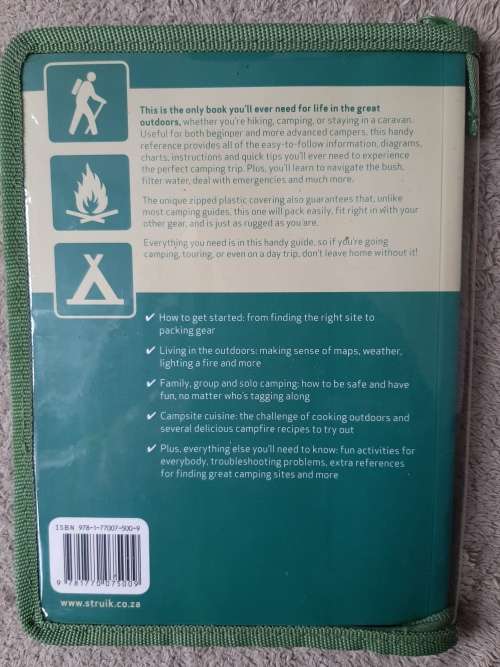 This is the only book you'll ever need for life in the great
outdoors, whether you're hiking, camping, or staying in a caravan.
Useful for both beginner and more advanced campers, this handy
reference provides all of the easy-to-follow information, diagrams,
charts, instructions and quick tips you'll ever need to experience
the perfect camping trip. Plus, you'll learn to navigate the bush,
filter water, deal with emergencies and much more.
The unique zipped plastic covering also guarantees that, unlike
most camping guides, this one will pack easily, fit right in with your
other gear, and is just as rugged as you are.
Everything you need is in this handy guide, so if you're going
camping, touring, or even on a day trip, don't leave home without it!
✔ How to get started: from finding the right site to
packing gear
✔ Living in the outdoors: making sense of maps, weather,
lighting a fire and more
✔ Family, group and solo camping: how to be safe and have
fun, no matter who's tagging along
✔ Campsite cuisine: the challenge of cooking outdoors and
several delicious campfire recipes to try out
✔ Plus, everything else you'll need to know: fun activities for
everybody, troubleshooting problems, extra references
for finding great camping sites and more
ISBN 978-1-77007-500-9
9 781770 075009
www.struik.co.za